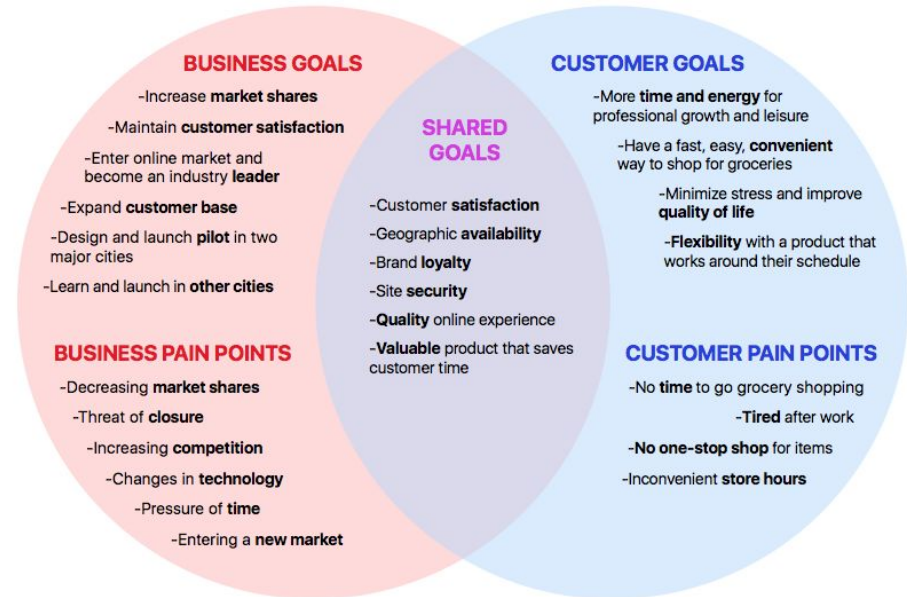 BUSINESS GOALS
-Increase market shares
-Maintain customer satisfaction
-Enter online market and
become an industry leader
-Expand customer base
-Design and launch pilot in two
major cities
-Learn and launch in other cities
BUSINESS PAIN POINTS
-Decreasing market shares
-Threat of closure
-Increasing competition
-Changes in technology
-Pressure of time
-Entering a new market
SHARED
GOALS
-Customer satisfaction
-Geographic availability
-Brand loyalty
-Site security
-Quality online experience
-Valuable product that saves
customer time
CUSTOMER GOALS
-More time and energy for
professional growth and leisure
-Have a fast, easy, convenient
way to shop for groceries
-Minimize stress and improve
quality of life
-Flexibility with a product that
works around their schedule
CUSTOMER PAIN POINTS
-No time to go grocery shopping
-Tired after work
-No one-stop shop for items
-Inconvenient store hours